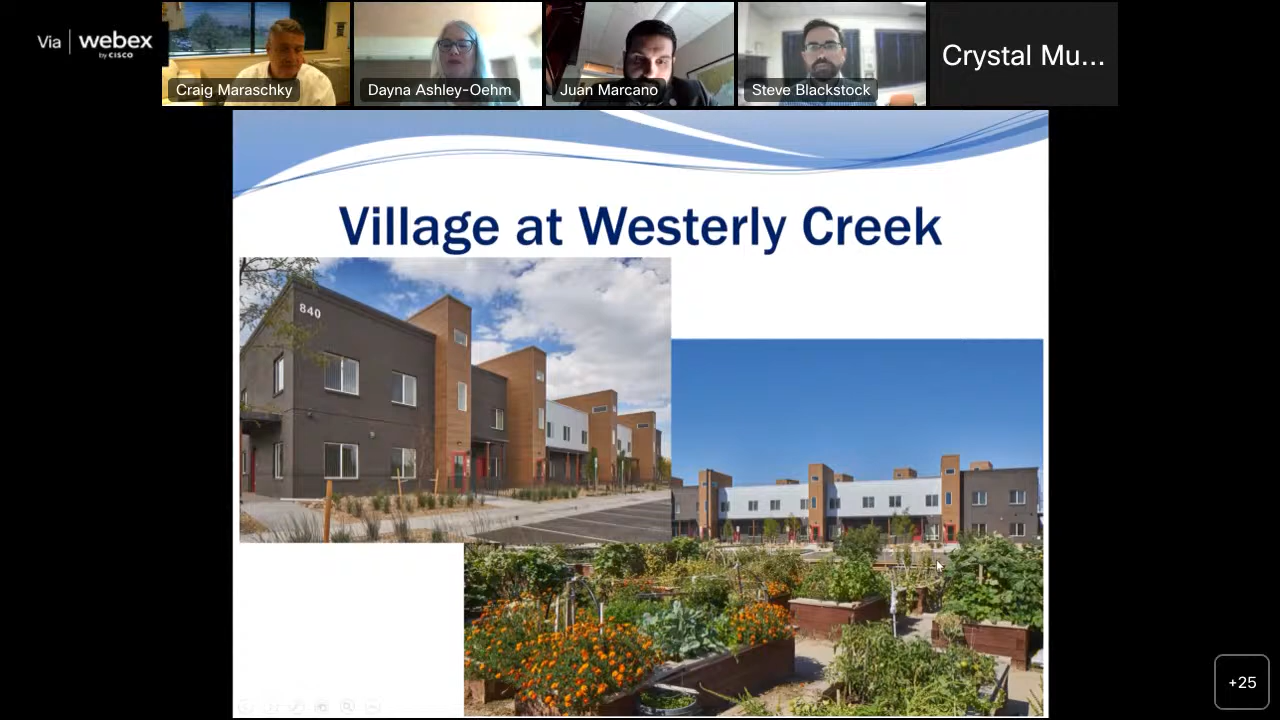 Via | webex
by CISCO
Craig Maraschky
Dayna Ashley-Oehm
Juan Marcano
Steve Blackstock
Crystal Mu...
Village at Westerly Creek
840
+25